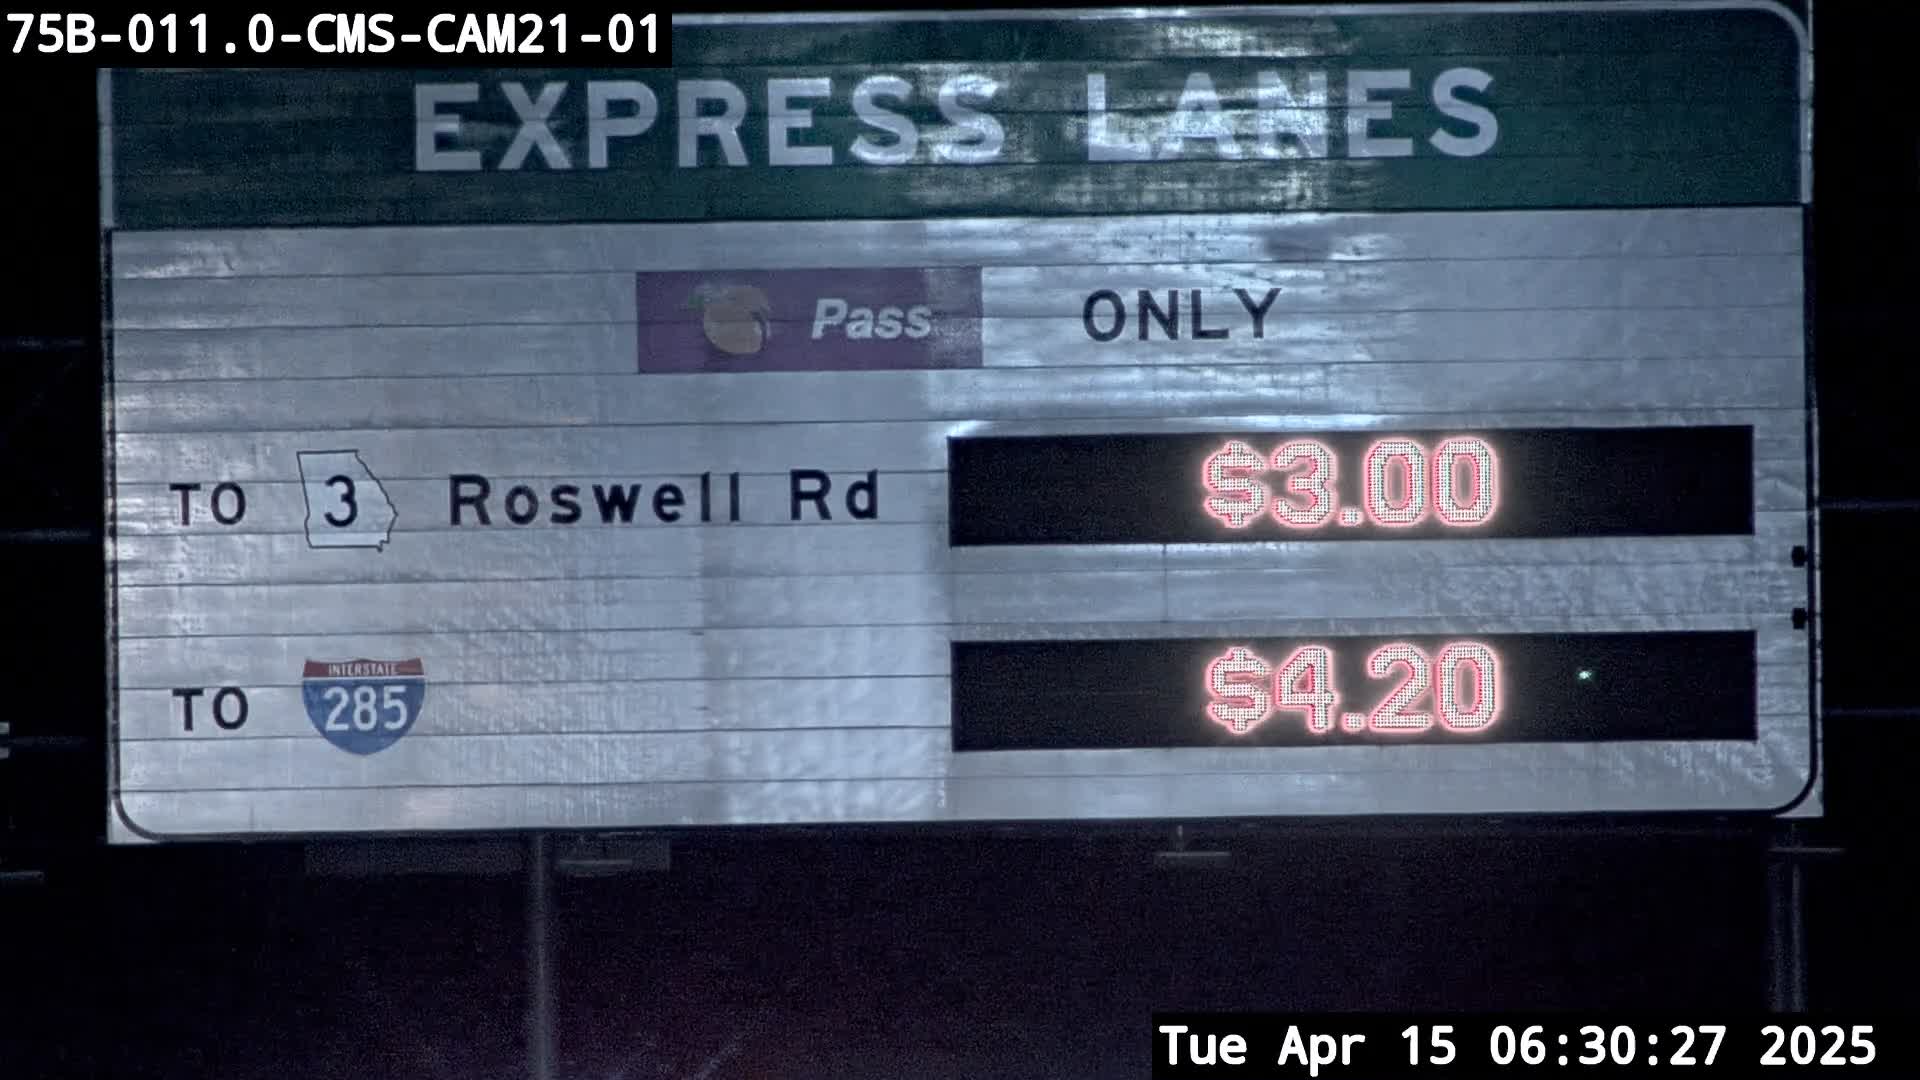 75B-011.0-CMS-CAM21-01
EXPRESS LANES
Pass ONLY
TO 3 Roswell Rd $3.00
TO INTERSTATE 285 $4.20
Tue Apr 15 06:30:27 2025